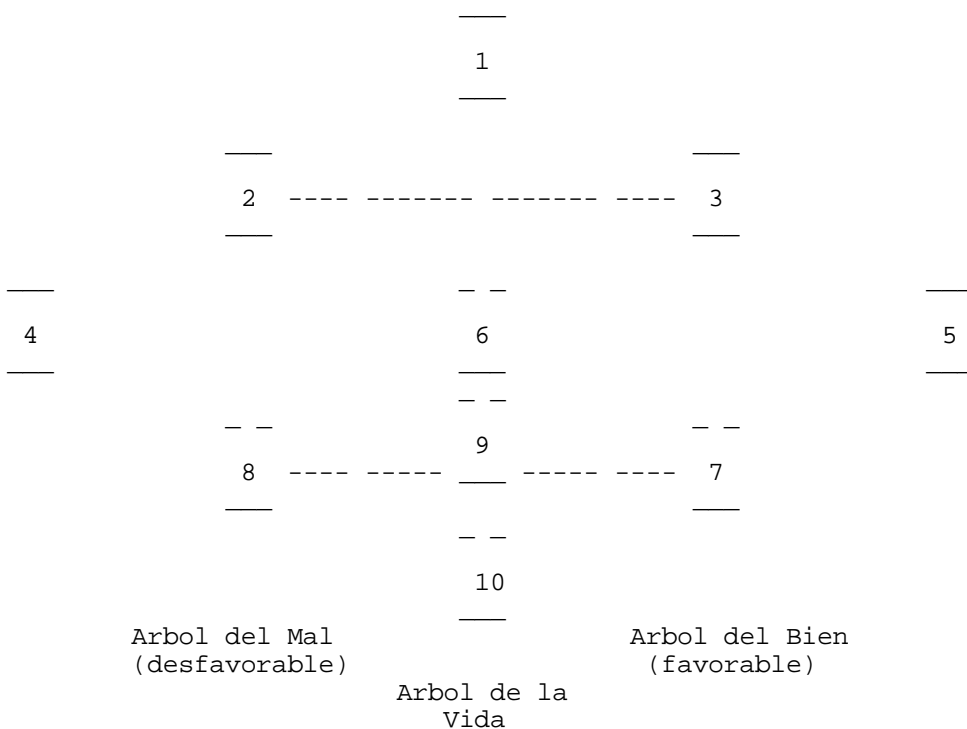 1
2 ---- ------- ------- ---- 3
4 6 5
9
8 ---- ----- ----- ---- 7
10
Arbol del Mal Arbol del Bien
(desfavorable) (favorable)
Arbol de la
Vida